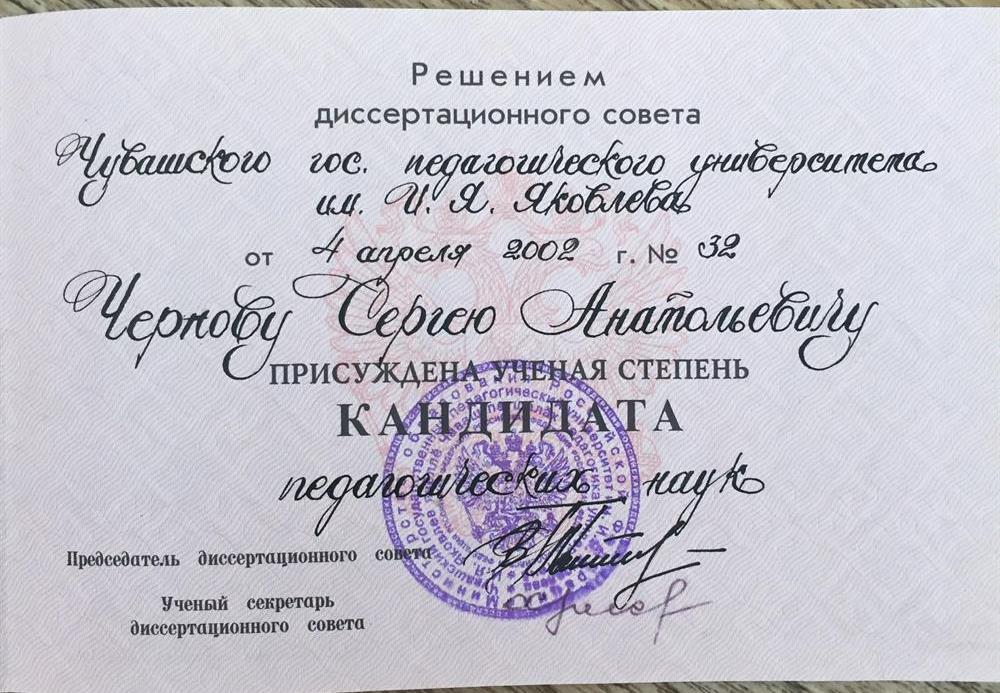 Решением
диссертационного совета
Чувашского гос. педагогического университета
им. И. Я. Яковлева
от 4 апреля 2002 г. № 32
Чернову Сергею Анатольевичу
ПРИСУЖДЕНА УЧЕНАЯ СТЕПЕНЬ
КАНДИДАТА
педагогических наук
Председатель диссертационного совета
Ученый секретарь
диссертационного совета